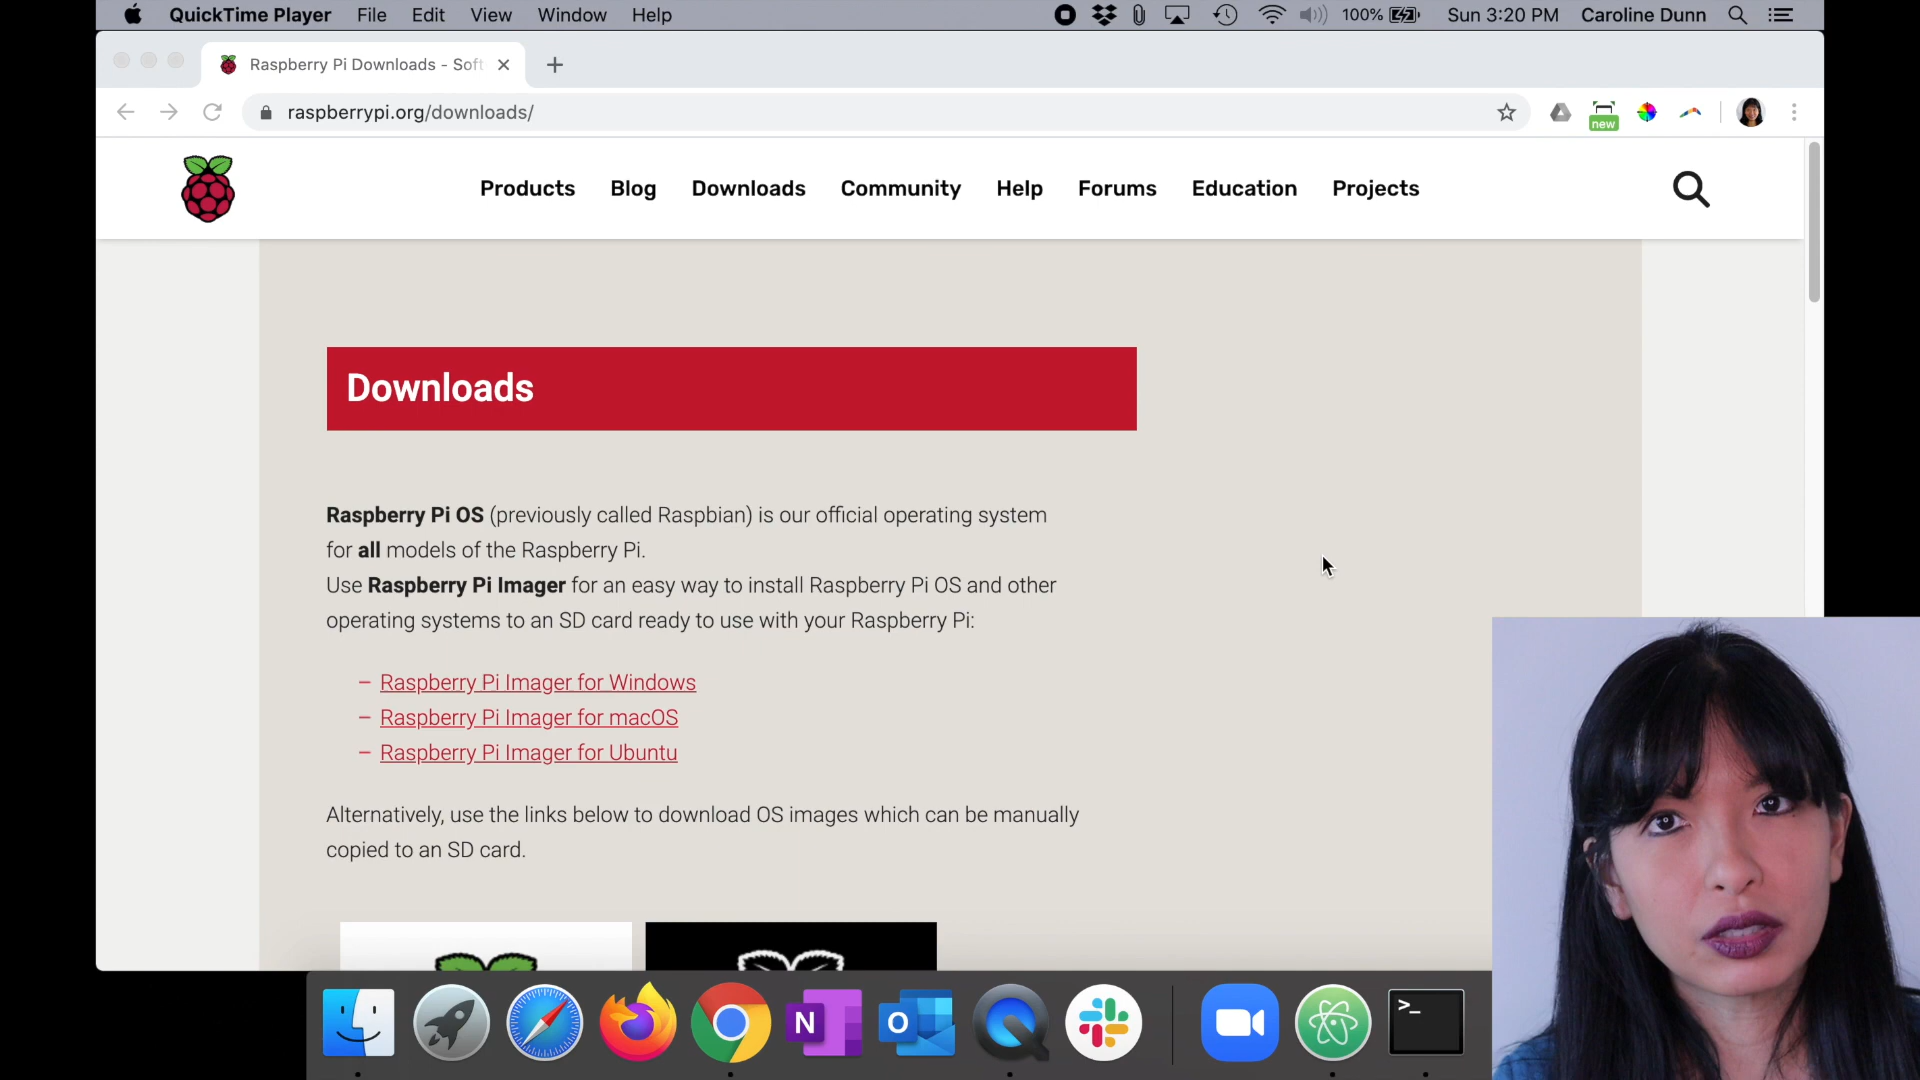 QuickTime Player File Edit View Window Help 100% Sun 3:20 PM Caroline Dunn
Raspberry Pi Downloads - Soft
raspberrypi.org/downloads/
new
Products Blog Downloads Community Help Forums Education Projects
Downloads
Raspberry Pi OS (previously called Raspbian) is our official operating system
for all models of the Raspberry Pi.
Use Raspberry Pi Imager for an easy way to install Raspberry Pi OS and other
operating systems to an SD card ready to use with your Raspberry Pi:
– Raspberry Pi Imager for Windows
– Raspberry Pi Imager for macOS
– Raspberry Pi Imager for Ubuntu
Alternatively, use the links below to download OS images which can be manually
copied to an SD card.
N O >_